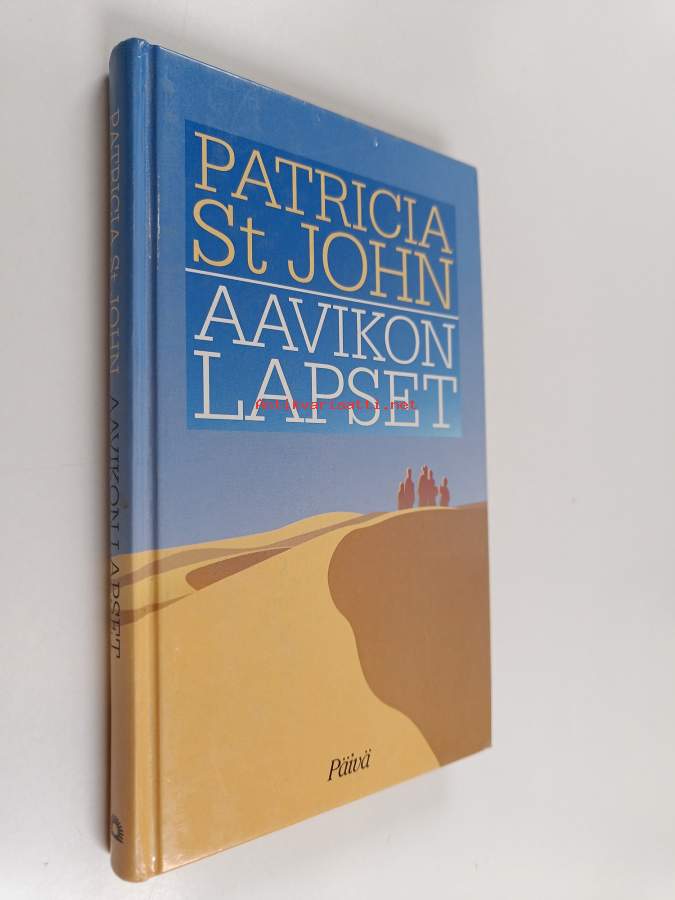 PATRICIA
St JOHN
AAVIKON
LAPSET
Antikvariaatti.net
Päivä
PATRICIA St JOHN AAVIKON LAPSET